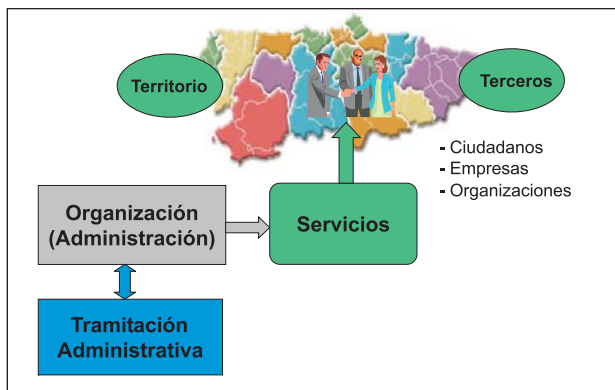 Territorio
Terceros
- Ciudadanos
- Empresas
- Organizaciones
Organización
(Administración)
Servicios
Tramitación
Administrativa